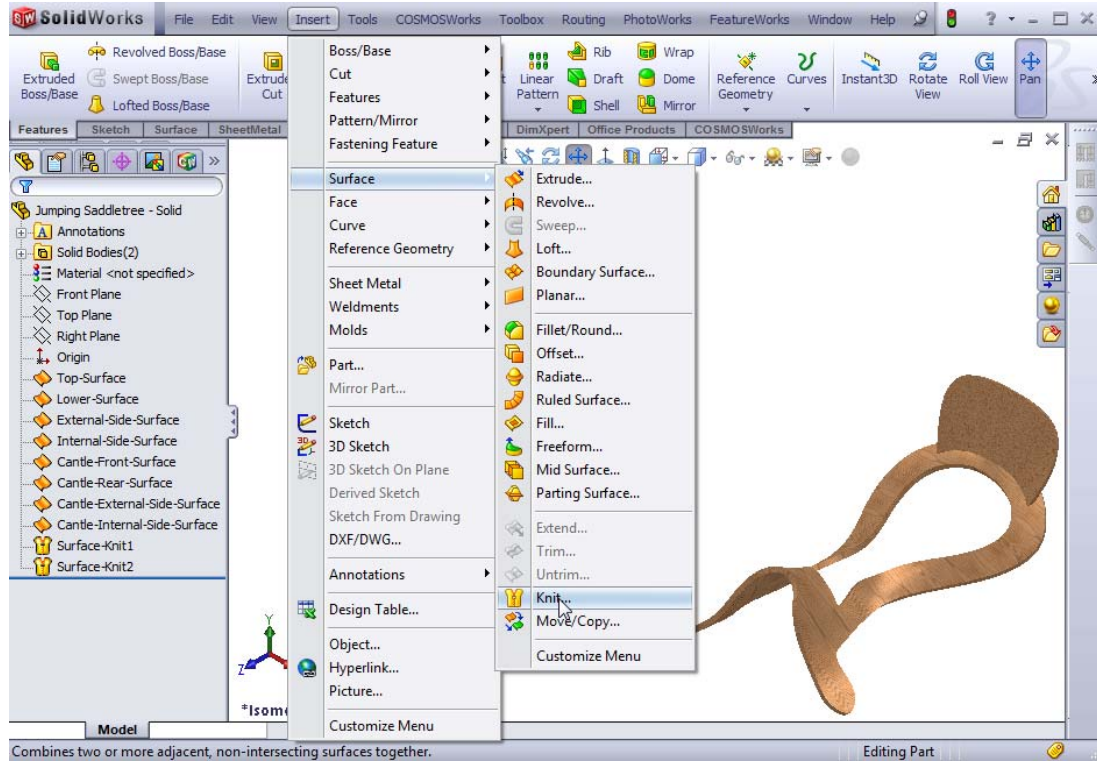 SolidWorks File Edit View Insert Tools COSMOSWorks Toolbox Routing PhotoWorks FeatureWorks Window Help
Extruded Boss/Base
Revolved Boss/Base
Swept Boss/Base
Lofted Boss/Base
Extrude
Cut
Linear Pattern
Rib
Draft
Shell
Wrap
Dome
Mirror
Reference Geometry
Curves
Instant3D
Rotate View
Roll View
Pan
Features Sketch Surface SheetMetal DimXpert Office Products COSMOSWorks
Jumping Saddletree - Solid
Annotations
Solid Bodies(2)
Material <not specified>
Front Plane
Top Plane
Right Plane
Origin
Top-Surface
Lower-Surface
External-Side-Surface
Internal-Side-Surface
Cantle-Front-Surface
Cantle-Rear-Surface
Cantle-External-Side-Surface
Cantle-Internal-Side-Surface
Surface-Knit1
Surface-Knit2
Boss/Base
Cut
Features
Pattern/Mirror
Fastening Feature
Surface
Face
Curve
Reference Geometry
Sheet Metal
Weldments
Molds
Part...
Mirror Part...
Sketch
3D Sketch
3D Sketch On Plane
Derived Sketch
Sketch From Drawing
DXF/DWG...
Annotations
Design Table...
Object...
Hyperlink...
Picture...
Customize Menu
Extrude...
Revolve...
Sweep...
Loft...
Boundary Surface...
Planar...
Fillet/Round...
Offset...
Radiate...
Ruled Surface...
Fill...
Freeform...
Mid Surface...
Parting Surface...
Extend...
Trim...
Untrim...
Knit...
Move/Copy...
Customize Menu
Y
Z
*Isom
Model
Combines two or more adjacent, non-intersecting surfaces together.
Editing Part